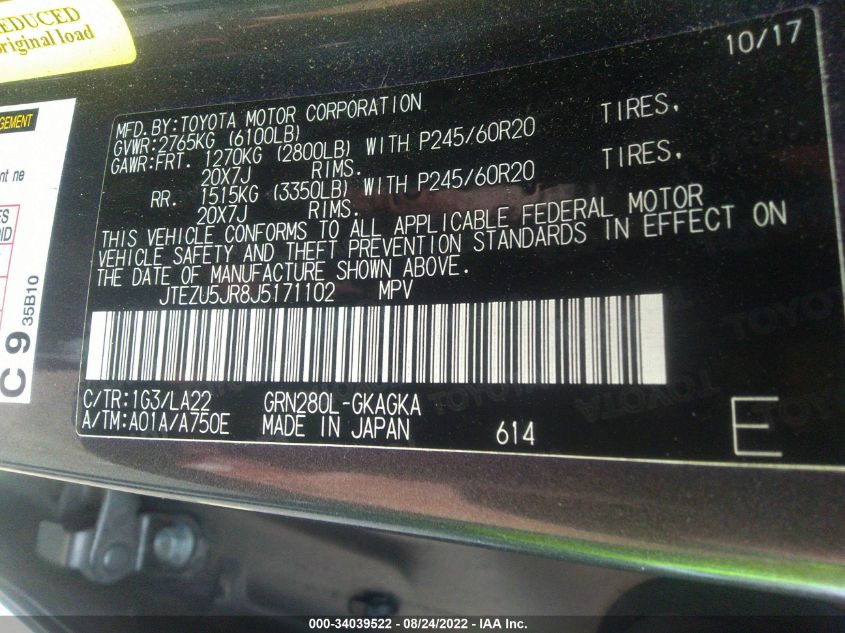 REDUCED
original load
10/17
MFD.BY:TOYOTA MOTOR CORPORATION
GVWR:2765KG (6100LB)
GAWR:FRT. 1270KG (2800LB) WITH P245/60R20 TIRES,
20X7J RIMS.
RR. 1515KG (3350LB) WITH P245/60R20 TIRES,
20X7J RIMS.
THIS VEHICLE CONFORMS TO ALL APPLICABLE FEDERAL MOTOR
VEHICLE SAFETY AND THEFT PREVENTION STANDARDS IN EFFECT ON
THE DATE OF MANUFACTURE SHOWN ABOVE.
JTEZU5JR8J5171102 MPV
C/TR:1G3/LA22 GRN280L-GKAGKA
A/TM:A01A/A750E MADE IN JAPAN 614 E
C 9 35B10
000-34039522 - 08/24/2022 - IAA Inc.